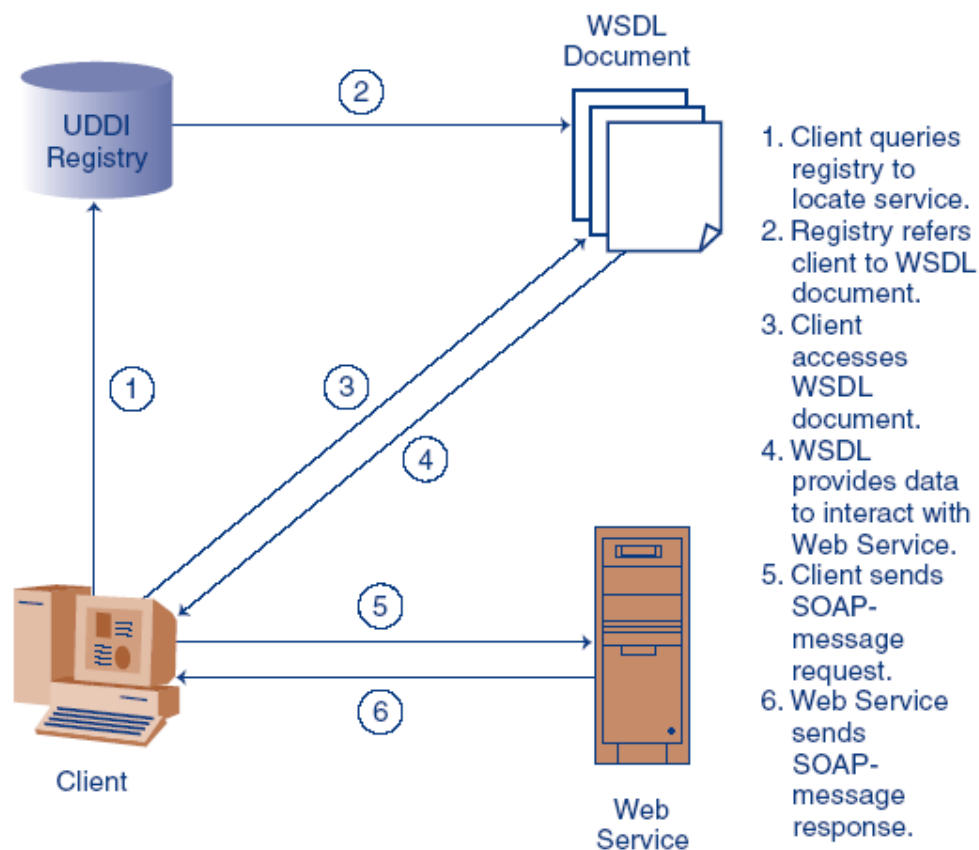 WSDL
Document
2
UDDI
Registry
1
3
4
5
6
Client
Web
Service
1. Client queries
registry to
locate service.
2. Registry refers
client to WSDL
document.
3. Client
accesses
WSDL
document.
4. WSDL
provides data
to interact with
Web Service.
5. Client sends
SOAP-
message
request.
6. Web Service
sends
SOAP-
message
response.